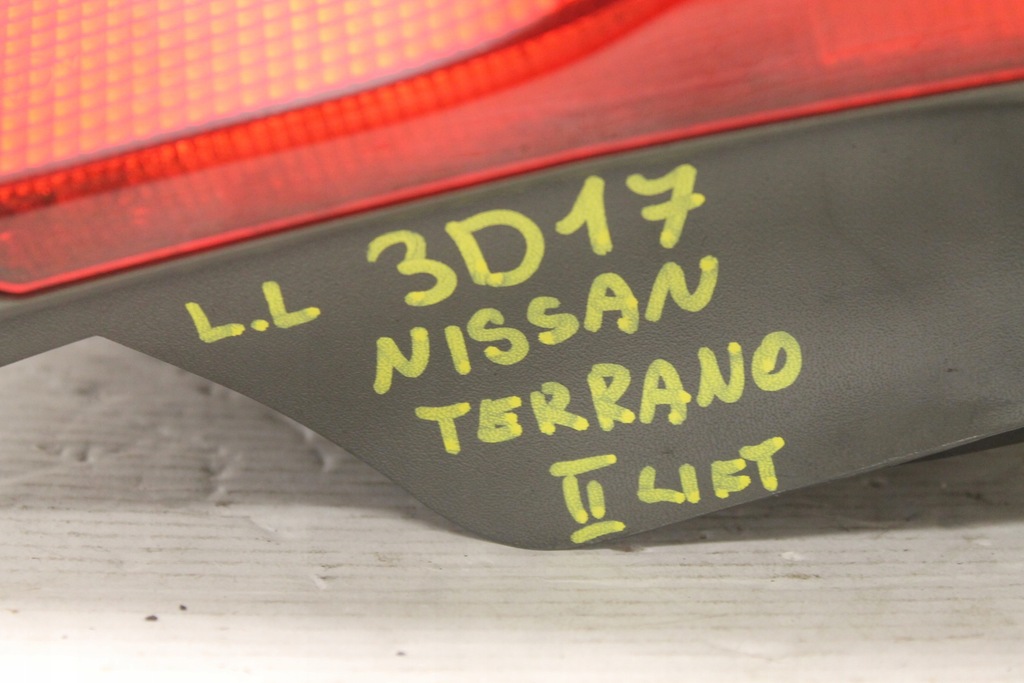 L.L 3D17
NISSAN
TERRANO
II LIFT